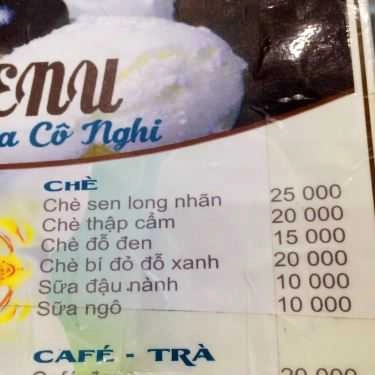 ENU
a Cô Nghi
CHÈ
Chè sen long nhãn 25 000
Chè thập cẩm 20 000
Chè đỗ đen 15 000
Chè bí đỏ đỗ xanh 20 000
Sữa đậu nành 10 000
Sữa ngô 10 000
CAFÉ - TRÀ